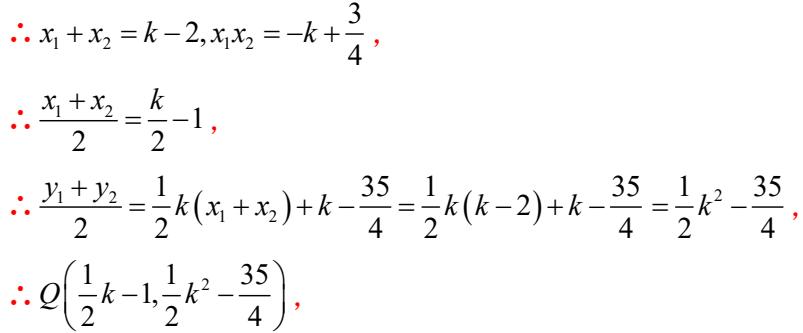 ∴ x₁ + x₂ = k − 2, x₁x₂ = −k + 3/4，
∴ (x₁ + x₂)/2 = k/2 − 1，
∴ (y₁ + y₂)/2 = 1/2 k(x₁ + x₂) + k − 35/4 = 1/2 k(k − 2) + k − 35/4 = 1/2 k² − 35/4，
∴ Q(1/2 k − 1, 1/2 k² − 35/4)，